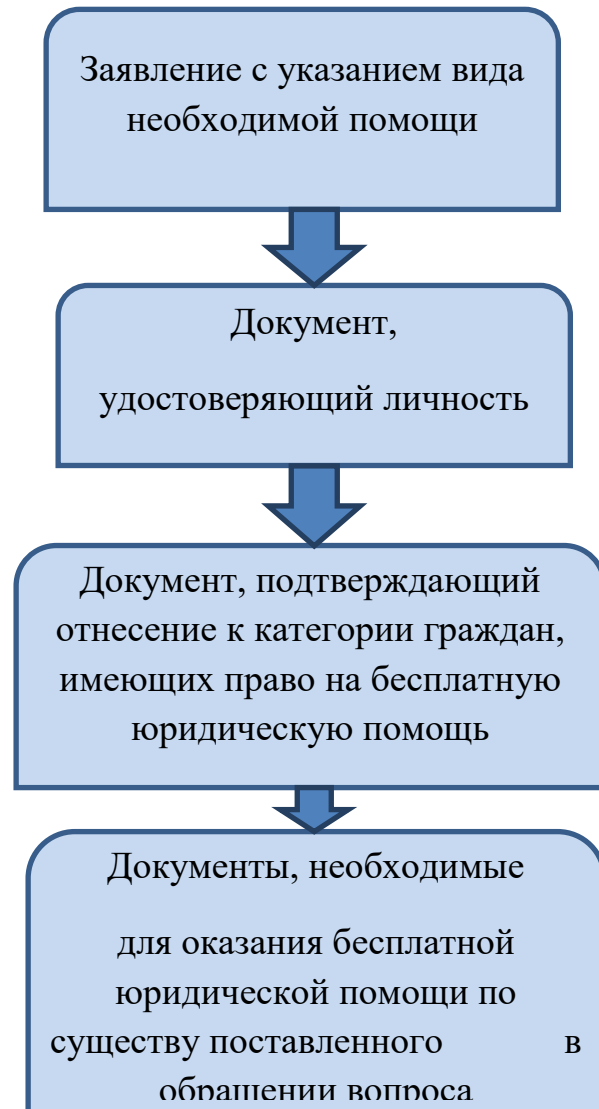 Заявление с указанием вида
необходимой помощи
Документ,
удостоверяющий личность
Документ, подтверждающий
отнесение к категории граждан,
имеющих право на бесплатную
юридическую помощь
Документы, необходимые
для оказания бесплатной
юридической помощи по
существу поставленного в
обращении вопроса